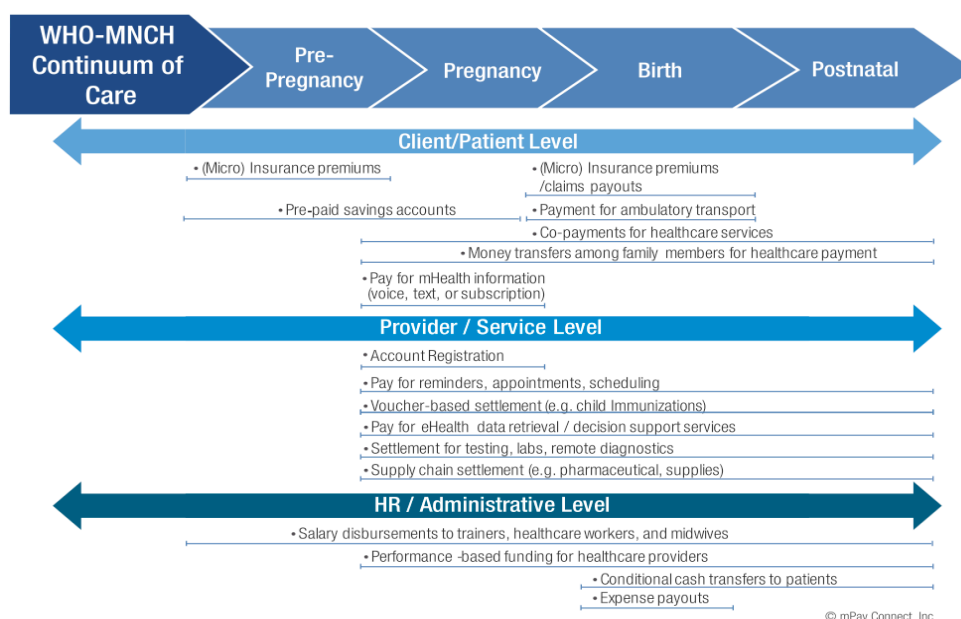 WHO-MNCH
Continuum of
Care
Pre-
Pregnancy
Pregnancy
Birth
Postnatal
Client/Patient Level
• (Micro) Insurance premiums
• (Micro) Insurance premiums
/claims payouts
• Pre-paid savings accounts
• Payment for ambulatory transport
• Co-payments for healthcare services
• Money transfers among family members for healthcare payment
• Pay for mHealth information
(voice, text, or subscription)
Provider / Service Level
• Account Registration
• Pay for reminders, appointments, scheduling
• Voucher-based settlement (e.g. child Immunizations)
• Pay for eHealth data retrieval / decision support services
• Settlement for testing, labs, remote diagnostics
• Supply chain settlement (e.g. pharmaceutical, supplies)
HR / Administrative Level
• Salary disbursements to trainers, healthcare workers, and midwives
• Performance -based funding for healthcare providers
• Conditional cash transfers to patients
• Expense payouts
© mPay Connect, Inc